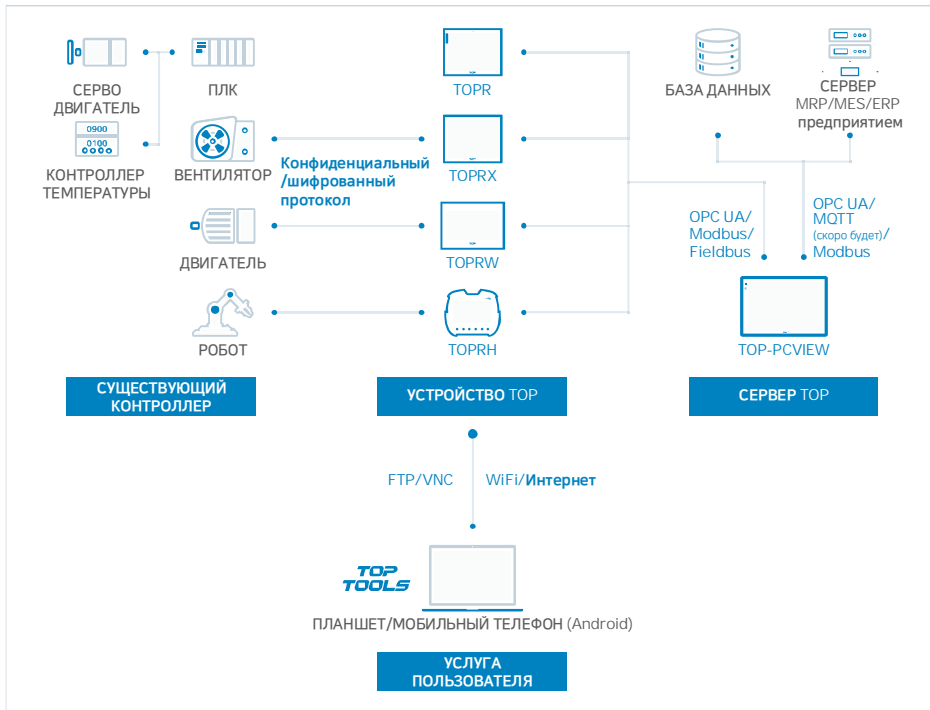 СЕРВО
ДВИГАТЕЛЬ
ПЛК
TOPR
БАЗА ДАННЫХ
СЕРВЕР
MRP/MES/ERP
предприятием
0900
0100
КОНТРОЛЛЕР
ТЕМПЕРАТУРЫ
ВЕНТИЛЯТОР
Конфиденциальный
/шифрованный
протокол
TOPRX
ДВИГАТЕЛЬ
TOPRW
OPC UA/
Modbus/
Fieldbus
OPC UA/
MQTT
(скоро будет)/
Modbus
РОБОТ
TOPRH
TOP-PCVIEW
СУЩЕСТВУЮЩИЙ
КОНТРОЛЛЕР
УСТРОЙСТВО TOP
СЕРВЕР TOP
FTP/VNC
WiFi/Интернет
TOP
TOOLS
ПЛАНШЕТ/МОБИЛЬНЫЙ ТЕЛЕФОН (Android)
УСЛУГА
ПОЛЬЗОВАТЕЛЯ